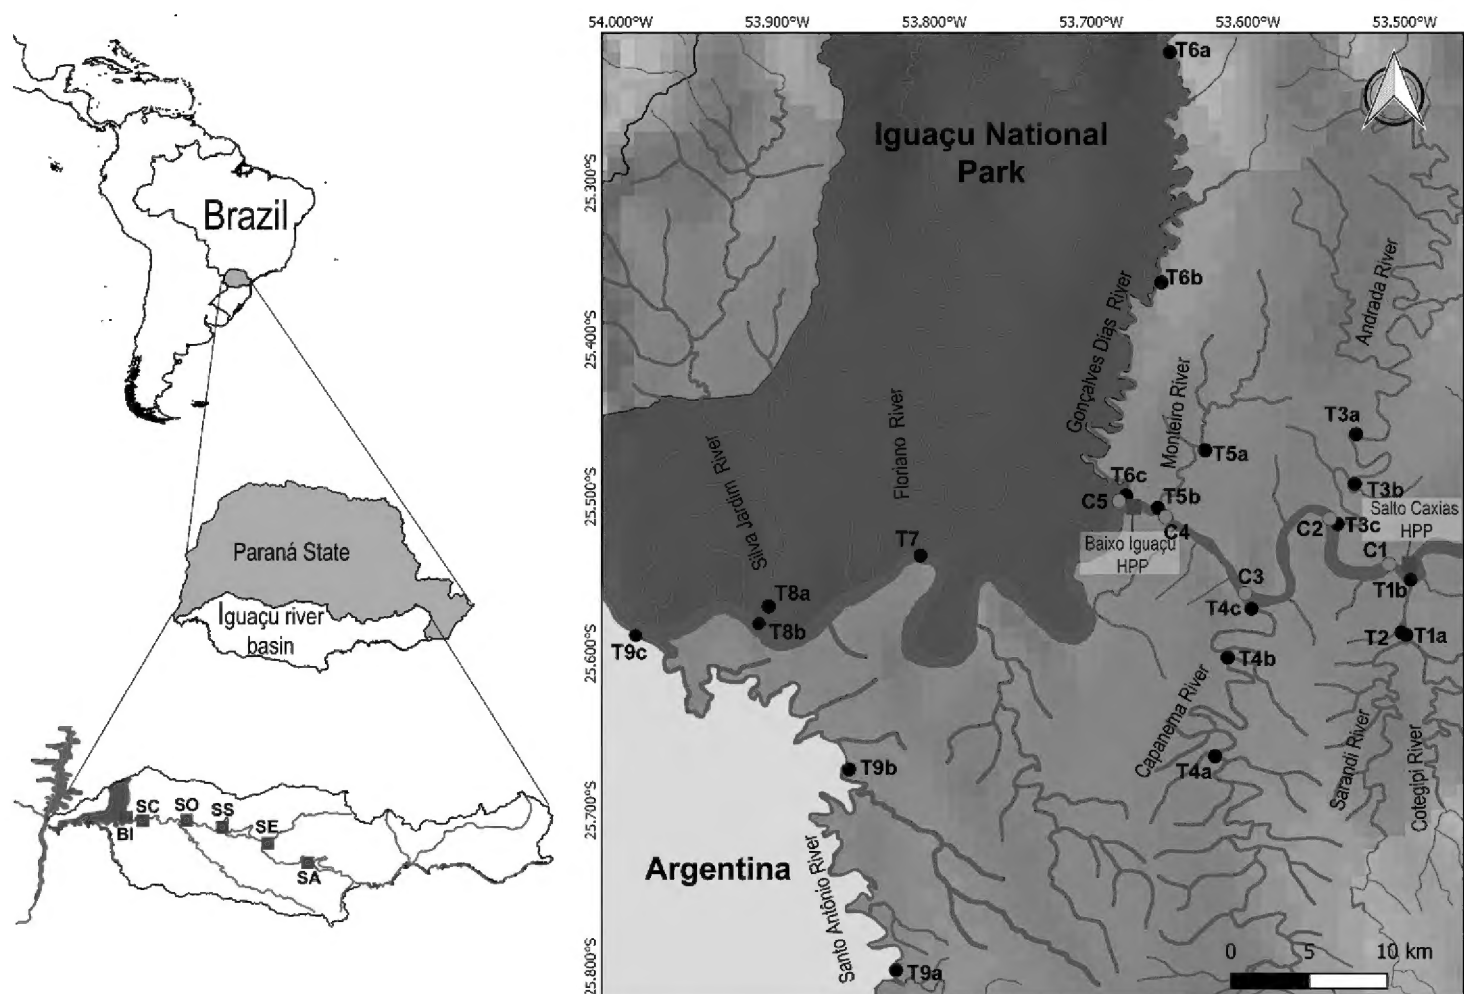 Brazil
Paraná State
Iguaçu river
basin
SC
SO
SS
SE
BI
SA
54.000°W
53.900°W
53.800°W
53.700°W
53.600°W
53.500°W
25.300°S
25.400°S
25.500°S
25.600°S
25.700°S
25.800°S
T6a
Iguaçu National
Park
T6b
Andrada River
Gonçalves Dias River
Monteiro River
Floriano River
Silva Jardim River
T3a
T5a
T6c
T3b
C5
T5b
C4
Salto Caxias
HPP
C2
T3c
Baixo Iguaçu
HPP
C1
T7
C3
T1b
T8a
T4c
T8b
T2
T1a
T9c
T4b
Capanema River
Sarandi River
Cotegipi River
T4a
T9b
Argentina
Santo Antônio River
T9a
0
5
10 km